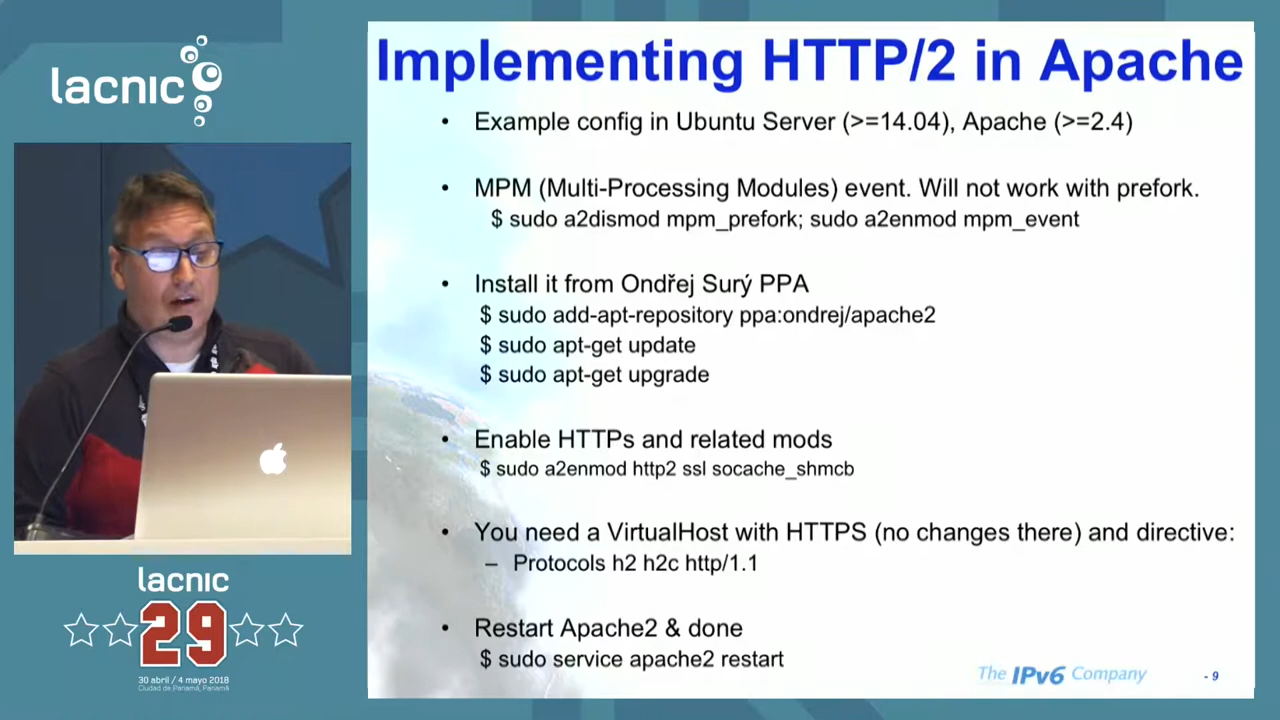 lacnic
Implementing HTTP/2 in Apache
• Example config in Ubuntu Server (>=14.04), Apache (>=2.4)
• MPM (Multi-Processing Modules) event. Will not work with prefork.
$ sudo a2dismod mpm_prefork; sudo a2enmod mpm_event
• Install it from Ondřej Surý PPA
$ sudo add-apt-repository ppa:ondrej/apache2
$ sudo apt-get update
$ sudo apt-get upgrade
• Enable HTTPs and related mods
$ sudo a2enmod http2 ssl socache_shmcb
• You need a VirtualHost with HTTPS (no changes there) and directive:
– Protocols h2 h2c http/1.1
• Restart Apache2 & done
$ sudo service apache2 restart
The IPv6 Company
- 9
lacnic
29
30 abril / 4 mayo 2018
Ciudad de Panamá, Panamá